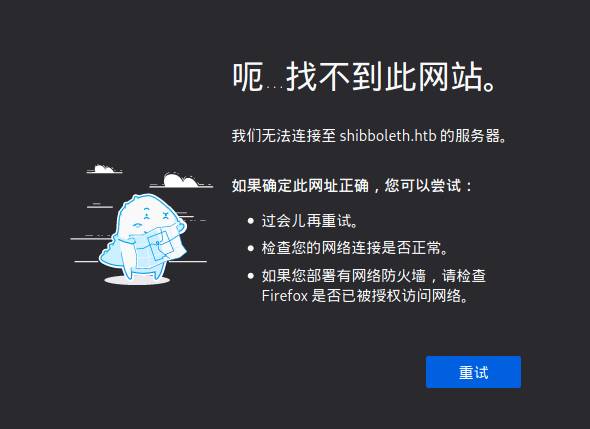 呃…找不到此网站。
我们无法连接至 shibboleth.htb 的服务器。
如果确定此网址正确，您可以尝试：
• 过会儿再重试。
• 检查您的网络连接是否正常。
• 如果您部署有网络防火墙，请检查
Firefox 是否已被授权访问网络。
重试